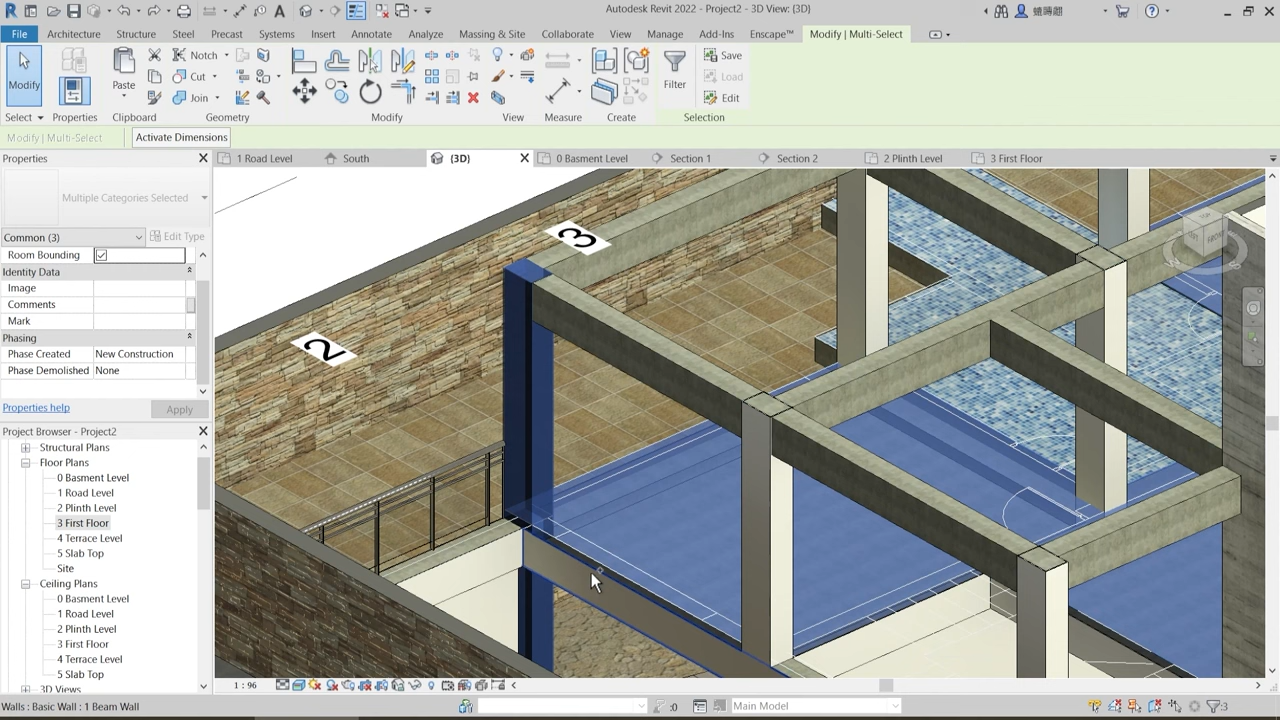 Autodesk Revit 2022 - Project2 - 3D View: {3D}
File Architecture Structure Steel Precast Systems Insert Annotate Analyze Massing & Site Collaborate View Manage Add-Ins Enscape™ Modify | Multi-Select
Notch Save
Modify Paste Cut Filter Load
Join Edit
Select Properties Clipboard Geometry Modify View Measure Create Selection
Modify | Multi-Select Activate Dimensions
Properties 1 Road Level South {3D} 0 Basment Level Section 1 Section 2 2 Plinth Level 3 First Floor
Multiple Categories Selected
Common (3) Edit Type
Room Bounding
Identity Data
Image
Comments
Mark
Phasing
Phase Created New Construction
Phase Demolished None
Properties help Apply
Project Browser - Project2
Structural Plans
Floor Plans
0 Basment Level
1 Road Level
2 Plinth Level
3 First Floor
4 Terrace Level
5 Slab Top
Site
Ceiling Plans
0 Basment Level
1 Road Level
2 Plinth Level
3 First Floor
4 Terrace Level
5 Slab Top
3D Views
3
2
FRONT
1 : 96
Walls : Basic Wall : 1 Beam Wall :0 Main Model :3